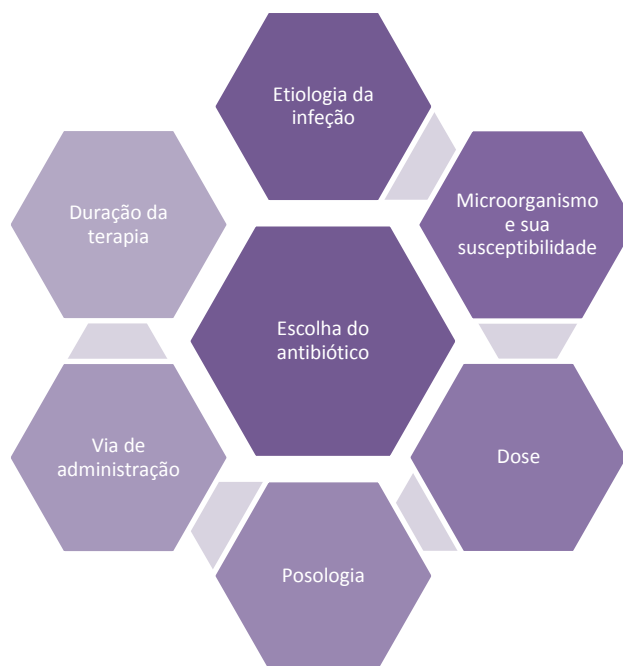 Etiologia da
infeção
Microorganismo
e sua
susceptibilidade
Dose
Posologia
Via de
administração
Duração da
terapia
Escolha do
antibiótico